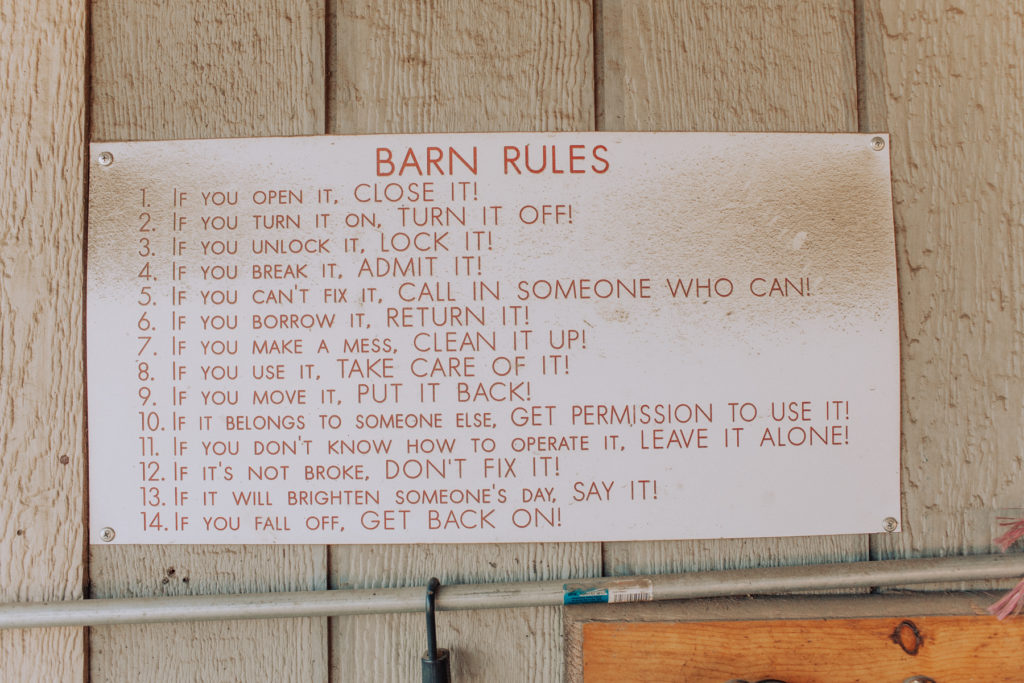 BARN RULES
1. If you open it, CLOSE IT!
2. If you turn it on, TURN IT OFF!
3. If you unlock it, LOCK IT!
4. If you break it, ADMIT IT!
5. If you can't fix it, CALL IN SOMEONE WHO CAN!
6. If you borrow it, RETURN IT!
7. If you make a mess, CLEAN IT UP!
8. If you use it, TAKE CARE OF IT!
9. If you move it, PUT IT BACK!
10. If it belongs to someone else, GET PERMISSION TO USE IT!
11. If you don't know how to operate it, LEAVE IT ALONE!
12. If it's not broke, DON'T FIX IT!
13. If it will brighten someone's day, SAY IT!
14. If you fall off, GET BACK ON!